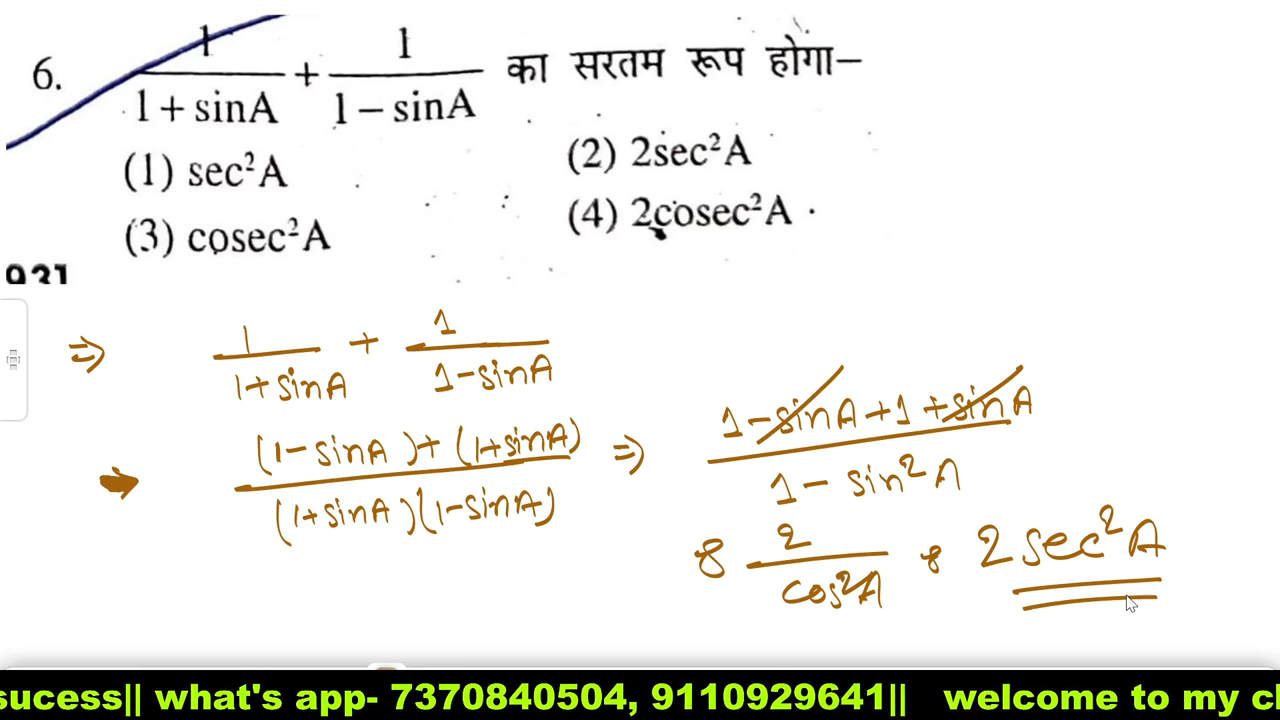 6. 1/(1 + sinA) + 1/(1 – sinA) का सरतम रूप होगा–
(1) sec²A (2) 2sec²A
(3) cosec²A (4) 2cosec²A
931
⇒ 1/(1+sinA) + 1/(1-sinA)
((1-sinA)+(1+sinA))/((1+sinA)(1-sinA)) ⇒ (1-sinA+1+sinA)/(1-sin²A)
2/cos²A 2sec²A
sucess|| what's app- 7370840504, 9110929641|| welcome to my